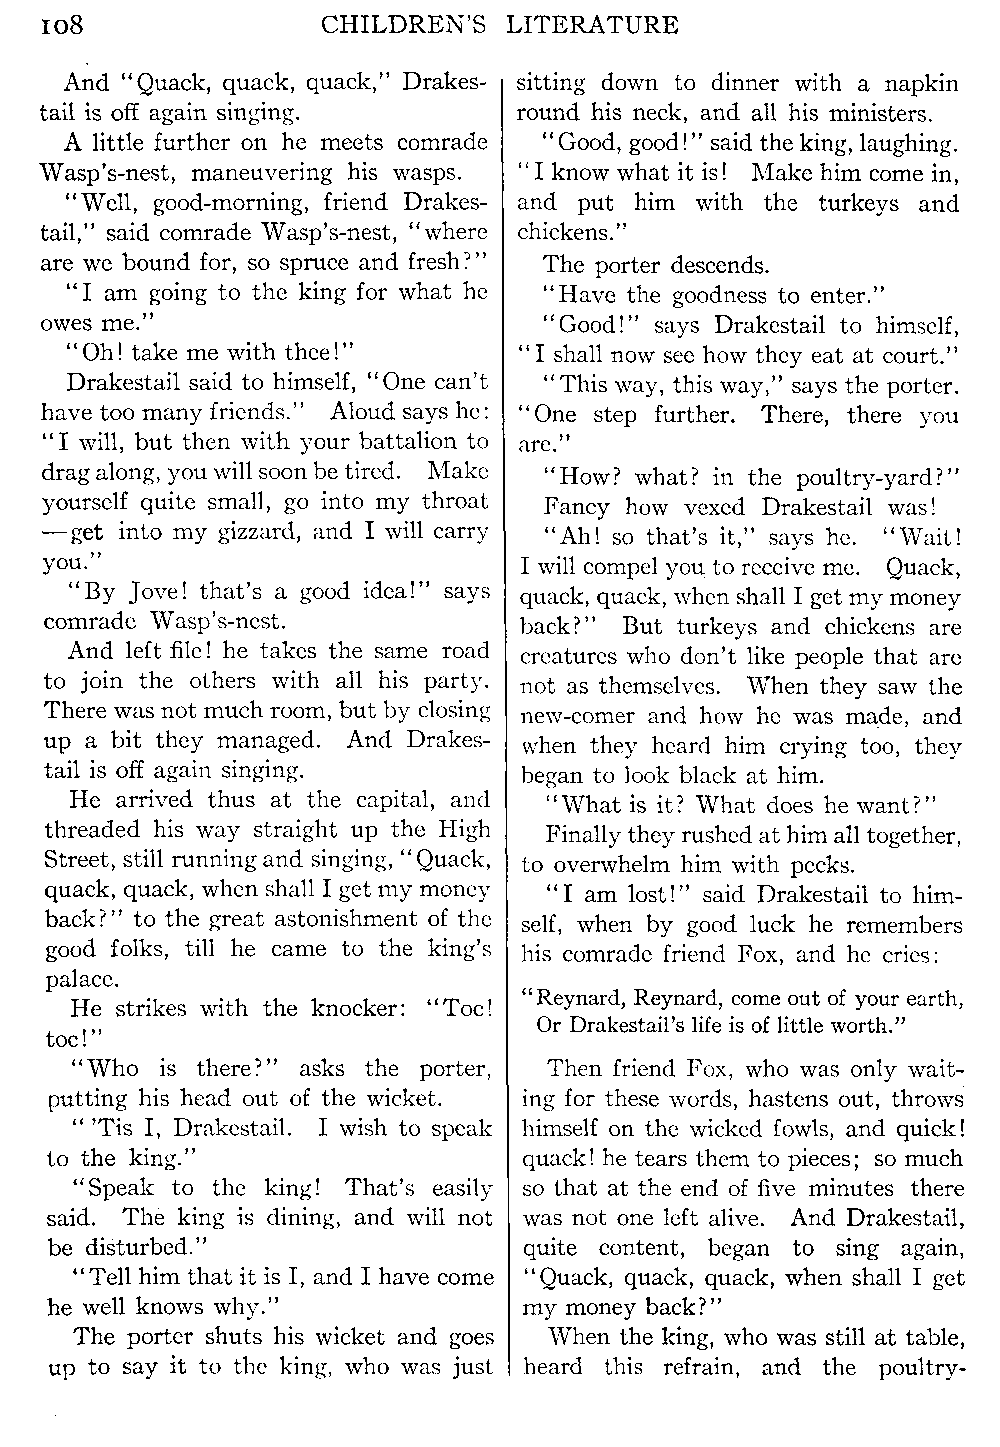 108 CHILDREN'S LITERATURE
And "Quack, quack, quack," Drakes-
tail is off again singing.
A little further on he meets comrade
Wasp's-nest, maneuvering his wasps.
"Well, good-morning, friend Drakes-
tail," said comrade Wasp's-nest, "where
are we bound for, so spruce and fresh?"
"I am going to the king for what he
owes me."
"Oh! take me with thee!"
Drakestail said to himself, "One can't
have too many friends." Aloud says he:
"I will, but then with your battalion to
drag along, you will soon be tired. Make
yourself quite small, go into my throat
—get into my gizzard, and I will carry
you."
"By Jove! that's a good idea!" says
comrade Wasp's-nest.
And left file! he takes the same road
to join the others with all his party.
There was not much room, but by closing
up a bit they managed. And Drakes-
tail is off again singing.
He arrived thus at the capital, and
threaded his way straight up the High
Street, still running and singing, "Quack,
quack, quack, when shall I get my money
back?" to the great astonishment of the
good folks, till he came to the king's
palace.
He strikes with the knocker: "Toc!
toc!"
"Who is there?" asks the porter,
putting his head out of the wicket.
"'Tis I, Drakestail. I wish to speak
to the king."
"Speak to the king! That's easily
said. The king is dining, and will not
be disturbed."
"Tell him that it is I, and I have come
he well knows why."
The porter shuts his wicket and goes
up to say it to the king, who was just
sitting down to dinner with a napkin
round his neck, and all his ministers.
"Good, good!" said the king, laughing.
"I know what it is! Make him come in,
and put him with the turkeys and
chickens."
The porter descends.
"Have the goodness to enter."
"Good!" says Drakestail to himself,
"I shall now see how they eat at court."
"This way, this way," says the porter.
"One step further. There, there you
are."
"How? what? in the poultry-yard?"
Fancy how vexed Drakestail was!
"Ah! so that's it," says he. "Wait!
I will compel you to receive me. Quack,
quack, quack, when shall I get my money
back?" But turkeys and chickens are
creatures who don't like people that are
not as themselves. When they saw the
new-comer and how he was made, and
when they heard him crying too, they
began to look black at him.
"What is it? What does he want?"
Finally they rushed at him all together,
to overwhelm him with pecks.
"I am lost!" said Drakestail to him-
self, when by good luck he remembers
his comrade friend Fox, and he cries:
"Reynard, Reynard, come out of your earth,
Or Drakestail's life is of little worth."
Then friend Fox, who was only wait-
ing for these words, hastens out, throws
himself on the wicked fowls, and quick!
quack! he tears them to pieces; so much
so that at the end of five minutes there
was not one left alive. And Drakestail,
quite content, began to sing again,
"Quack, quack, quack, when shall I get
my money back?"
When the king, who was still at table,
heard this refrain, and the poultry-